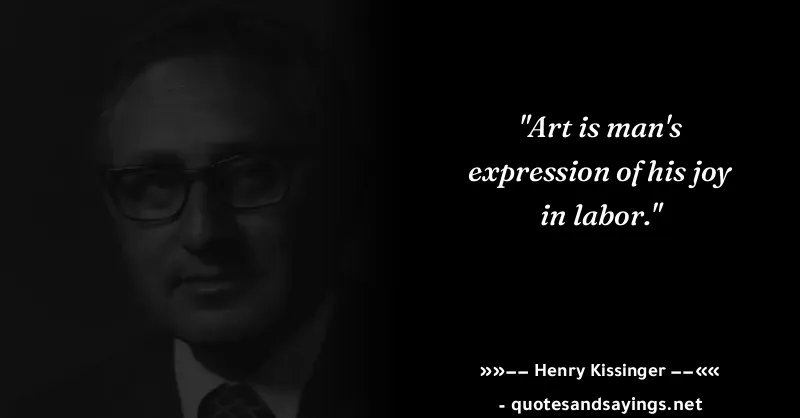 "Art is man's
expression of his joy
in labor."
»»−− Henry Kissinger −−««
- quotesandsayings.net